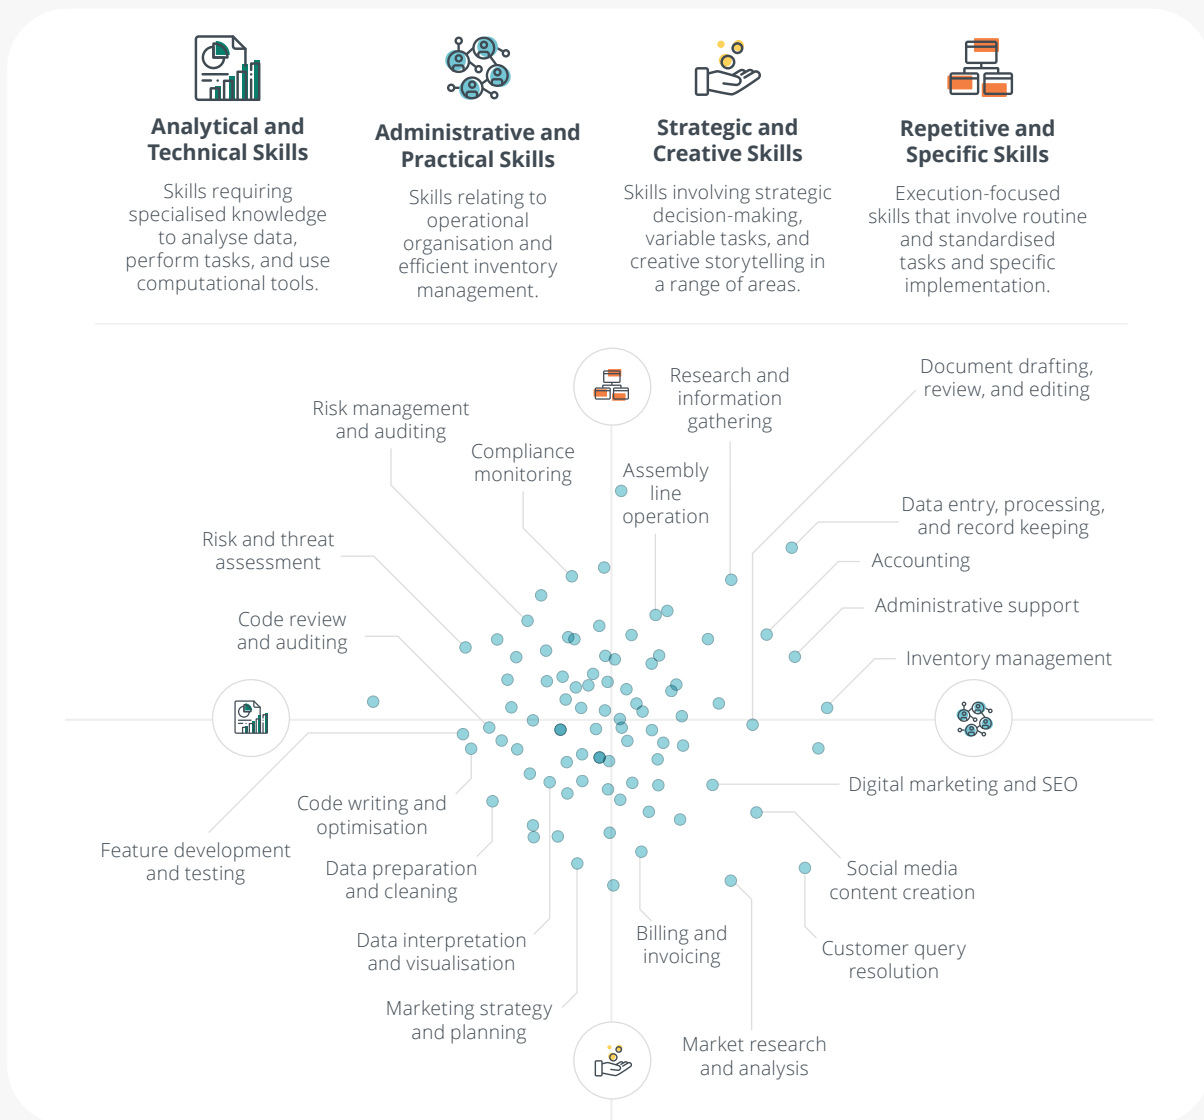 Analytical and
Technical Skills
Skills requiring
specialised knowledge
to analyse data,
perform tasks, and use
computational tools.
Administrative and
Practical Skills
Skills relating to
operational
organisation and
efficient inventory
management.
Strategic and
Creative Skills
Skills involving strategic
decision-making,
variable tasks, and
creative storytelling in
a range of areas.
Repetitive and
Specific Skills
Execution-focused
skills that involve routine
and standardised
tasks and specific
implementation.
Document drafting,
review, and editing
Research and
information
gathering
Risk management
and auditing
Compliance
monitoring
Assembly
line
operation
Data entry, processing,
and record keeping
Risk and threat
assessment
Accounting
Administrative support
Code review
and auditing
Inventory management
Digital marketing and SEO
Code writing and
optimisation
Feature development
and testing
Data preparation
and cleaning
Social media
content creation
Data interpretation
and visualisation
Billing and
invoicing
Customer query
resolution
Marketing strategy
and planning
Market research
and analysis